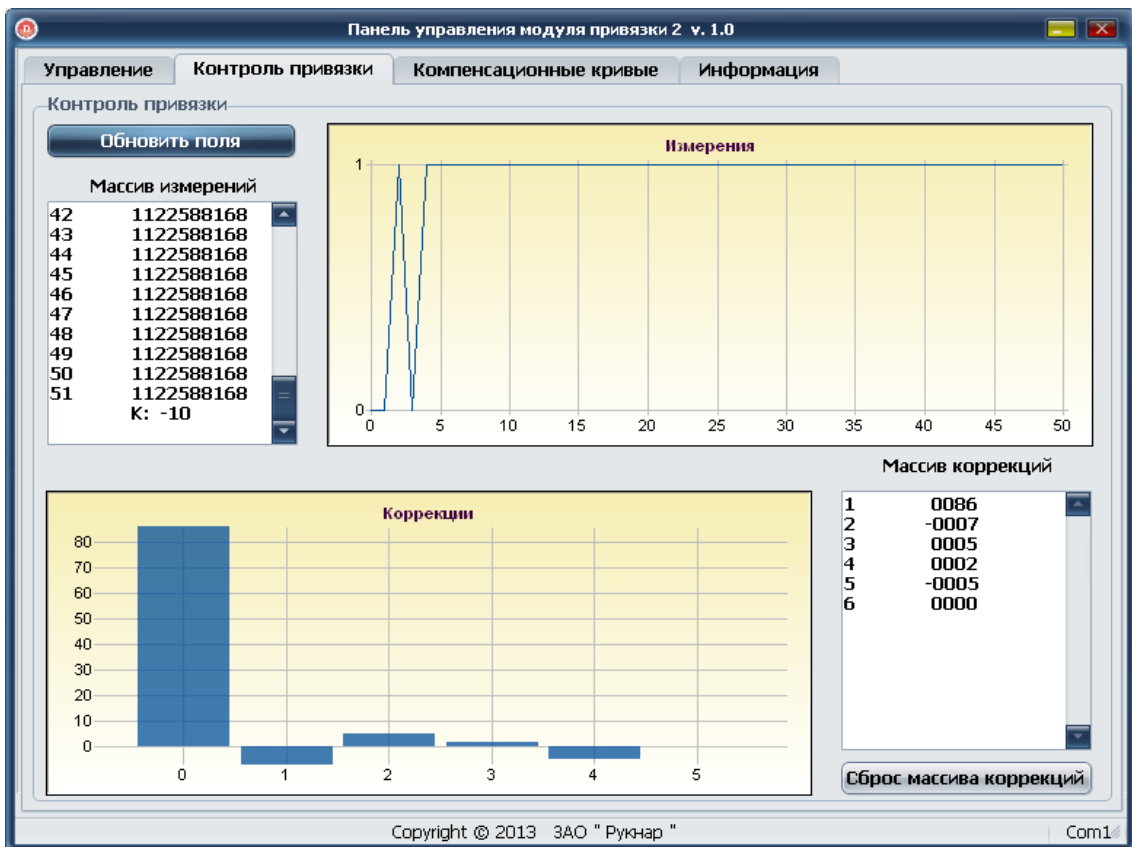 Панель управления модуля привязки 2 v. 1.0
Управление Контроль привязки Компенсационные кривые Информация
Контроль привязки
Обновить поля
Массив измерений
42 1122588168
43 1122588168
44 1122588168
45 1122588168
46 1122588168
47 1122588168
48 1122588168
49 1122588168
50 1122588168
51 1122588168
K: -10
Измерения
1
0
0 5 10 15 20 25 30 35 40 45 50
Коррекции
80
70
60
50
40
30
20
10
0
0 1 2 3 4 5
Массив коррекций
1 0086
2 -0007
3 0005
4 0002
5 -0005
6 0000
Сброс массива коррекций
Copyright © 2013 ЗАО " Рукнар "
Com1